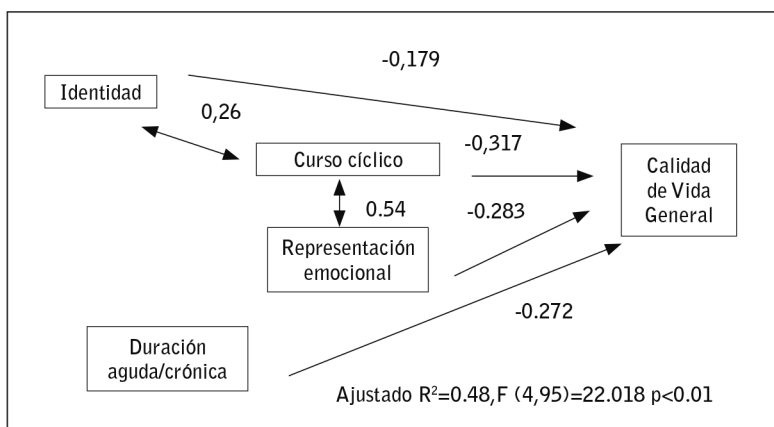 -0,179
Identidad
0,26
-0,317
Curso cíclico
Calidad
de Vida
General
0.54
-0.283
Representación
emocional
-0.272
Duración
aguda/crónica
Ajustado R²=0.48,F (4,95)=22.018 p<0.01